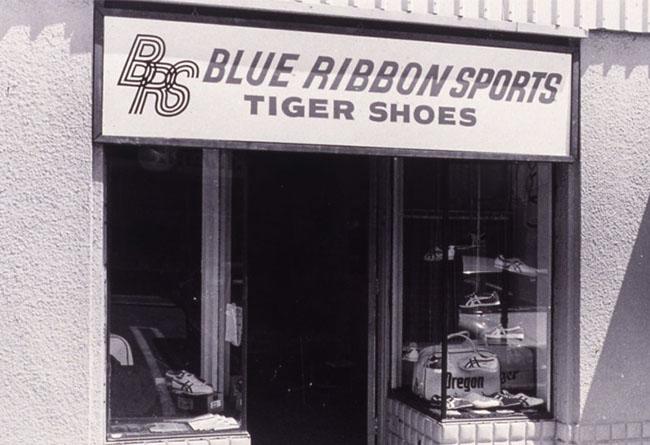 BRS BLUE RIBBON SPORTS
TIGER SHOES
Oregon